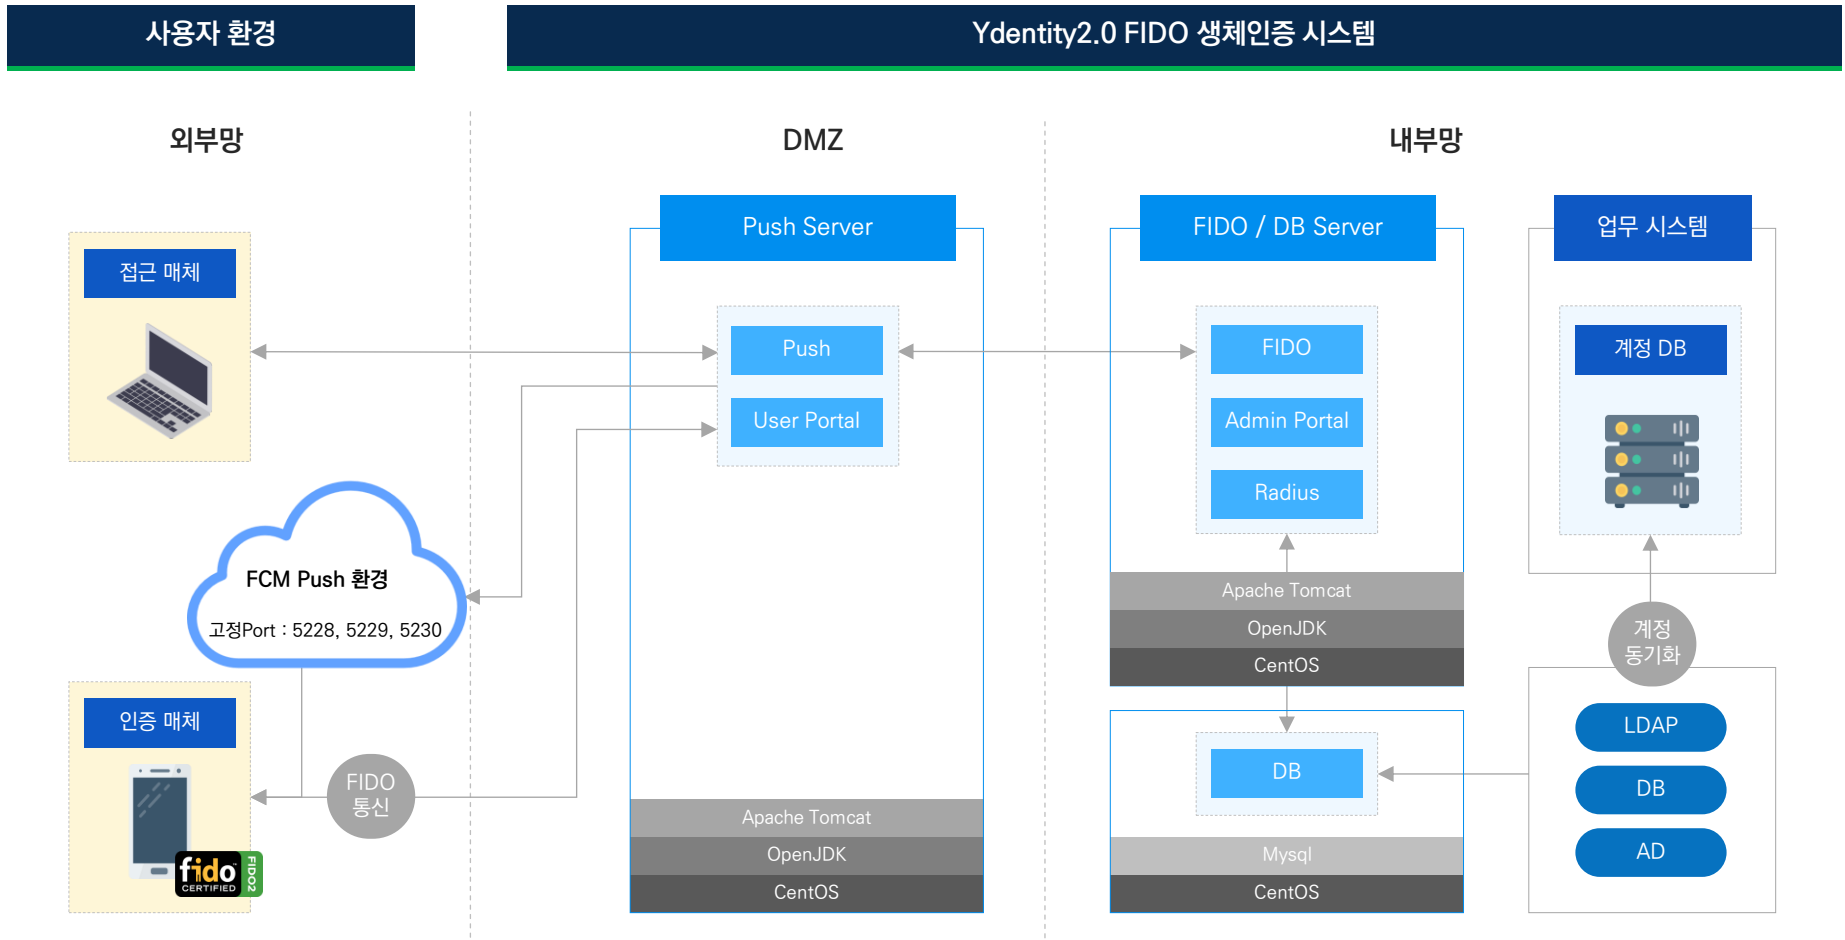 사용자 환경
Ydentity2.0 FIDO 생체인증 시스템
외부망
DMZ
내부망
접근 매체
FCM Push 환경
고정Port : 5228, 5229, 5230
인증 매체
fido
CERTIFIED
FIDO2
FIDO
통신
Push Server
Push
User Portal
Apache Tomcat
OpenJDK
CentOS
FIDO / DB Server
FIDO
Admin Portal
Radius
Apache Tomcat
OpenJDK
CentOS
DB
Mysql
CentOS
업무 시스템
계정 DB
계정
동기화
LDAP
DB
AD